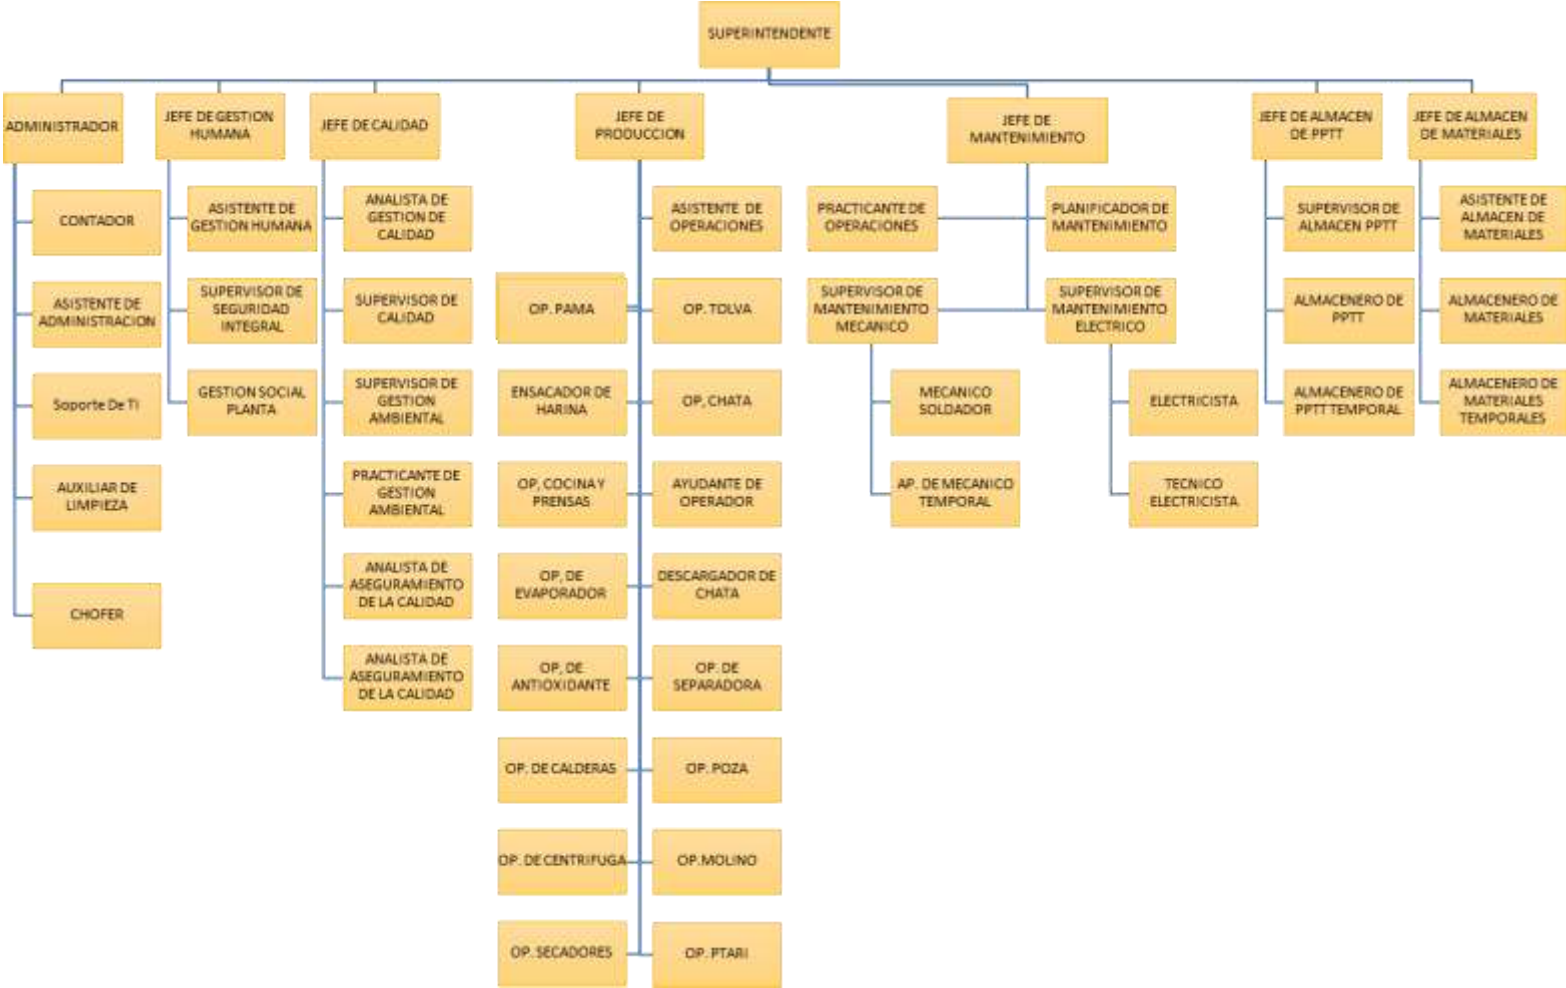 SUPERINTENDENTE
ADMINISTRADOR
JEFE DE GESTION
HUMANA
JEFE DE CALIDAD
JEFE DE
PRODUCCION
JEFE DE
MANTENIMIENTO
JEFE DE ALMACEN
DE PPTT
JEFE DE ALMACEN
DE MATERIALES
CONTADOR
ASISTENTE DE
ADMINISTRACION
Soporte De TI
AUXILIAR DE
LIMPIEZA
CHOFER
ASISTENTE DE
GESTION HUMANA
SUPERVISOR DE
SEGURIDAD
INTEGRAL
GESTION SOCIAL
PLANTA
ANALISTA DE
GESTION DE
CALIDAD
SUPERVISOR DE
CALIDAD
SUPERVISOR DE
GESTION
AMBIENTAL
PRACTICANTE DE
GESTION
AMBIENTAL
ANALISTA DE
ASEGURAMIENTO
DE LA CALIDAD
ANALISTA DE
ASEGURAMIENTO
DE LA CALIDAD
ASISTENTE DE
OPERACIONES
OP. PAMA
OP. TOLVA
ENSACADOR DE
HARINA
OP, CHATA
OP, COCINA Y
PRENSAS
AYUDANTE DE
OPERADOR
OP, DE
EVAPORADOR
DESCARGADOR DE
CHATA
OP, DE
ANTIOXIDANTE
OP. DE
SEPARADORA
OP. DE CALDERAS
OP. POZA
OP. DE CENTRIFUGA
OP.MOLINO
OP. SECADORES
OP. PTARI
PRACTICANTE DE
OPERACIONES
PLANIFICADOR DE
MANTENIMIENTO
SUPERVISOR DE
MANTENIMIENTO
MECANICO
SUPERVISOR DE
MANTENIMIENTO
ELECTRICO
MECANICO
SOLDADOR
AP. DE MECANICO
TEMPORAL
ELECTRICISTA
TECNICO
ELECTRICISTA
SUPERVISOR DE
ALMACEN PPTT
ALMACENERO DE
PPTT
ALMACENERO DE
PPTT TEMPORAL
ASISTENTE DE
ALMACEN DE
MATERIALES
ALMACENERO DE
MATERIALES
ALMACENERO DE
MATERIALES
TEMPORALES